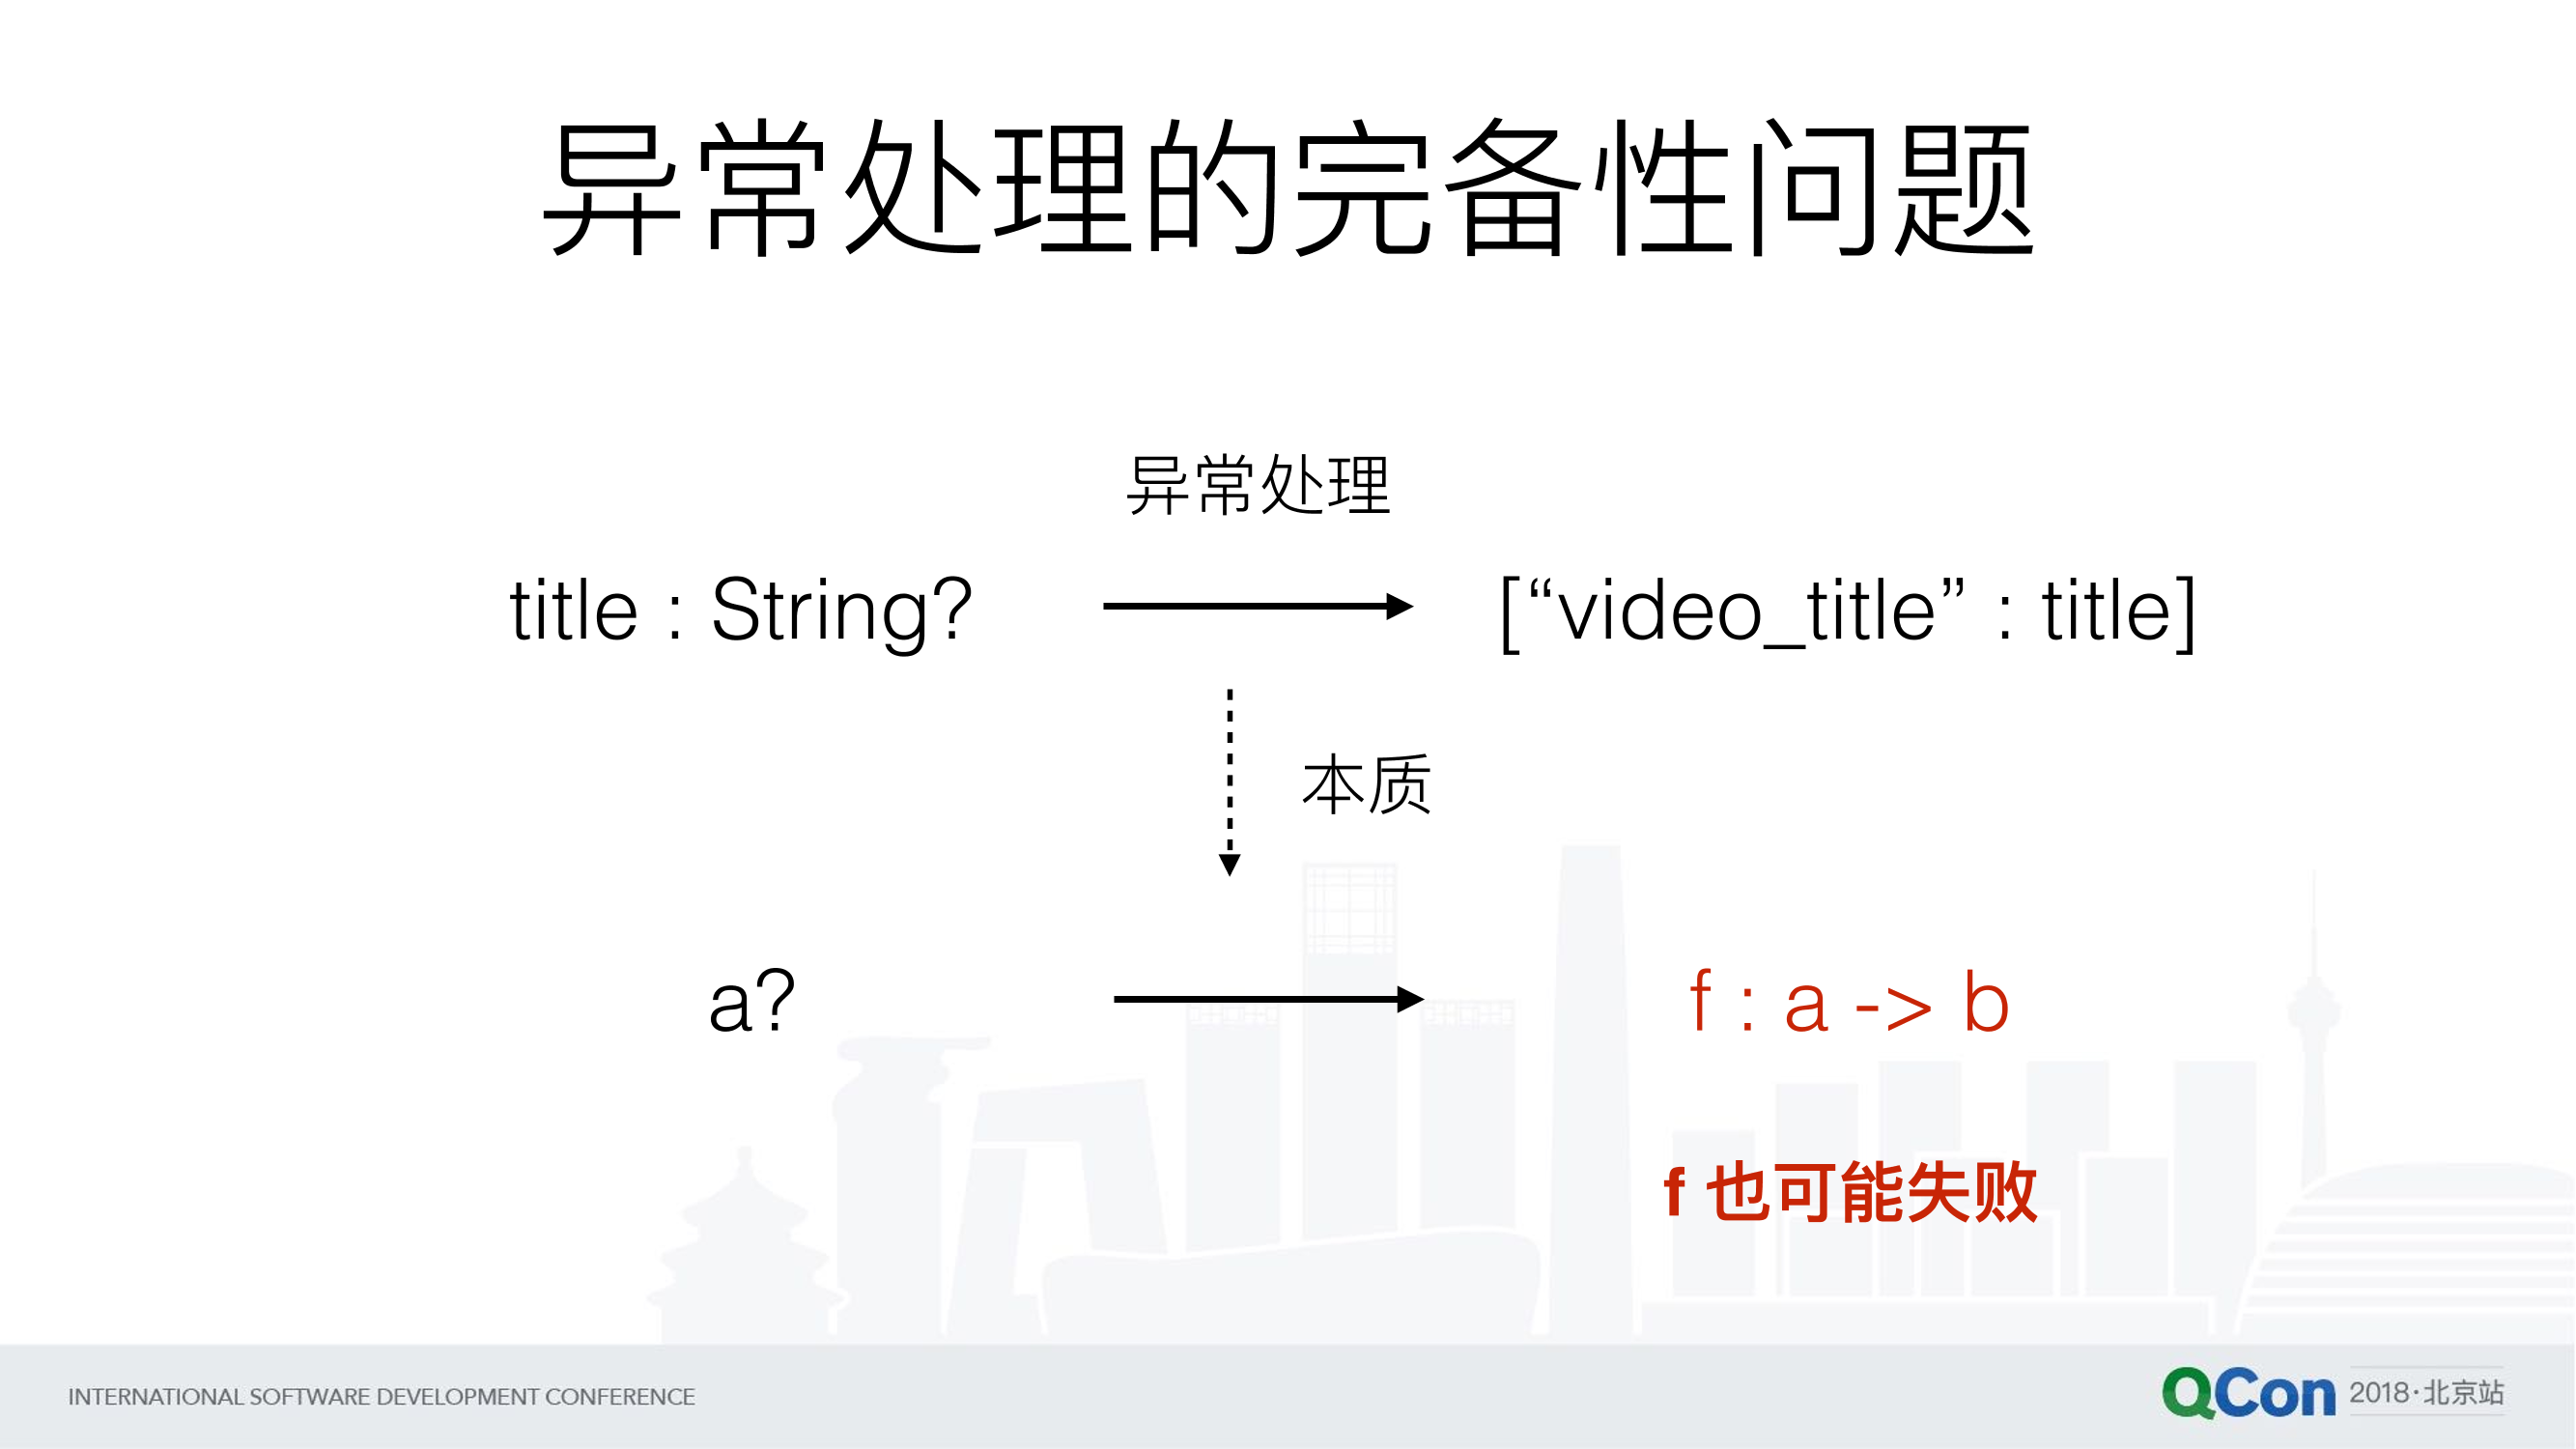 异常处理的完备性问题
异常处理
title : String?
[“video_title” : title]
本质
a?
f : a -> b
f 也可能失败
INTERNATIONAL SOFTWARE DEVELOPMENT CONFERENCE
QCon 2018·北京站